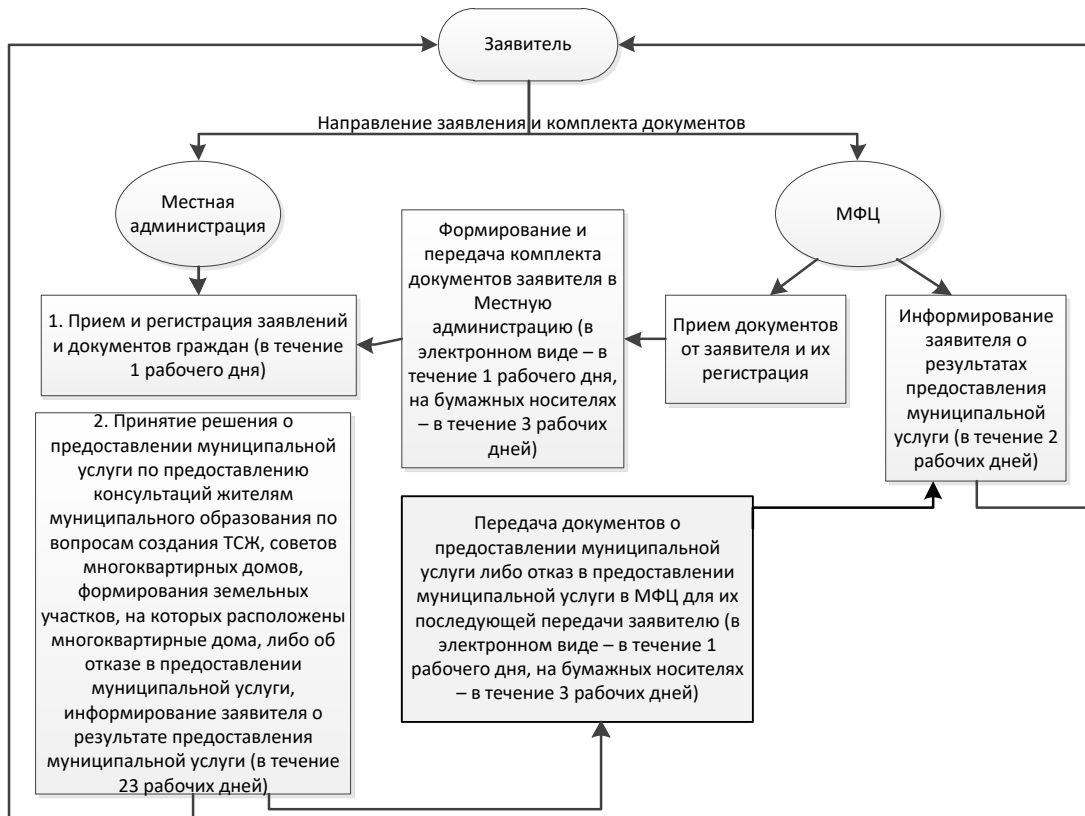 Заявитель
Направление заявления и комплекта документов
Местная
администрация
МФЦ
Формирование и
передача комплекта
документов заявителя в
Местную
администрацию (в
электронном виде – в
течение 1 рабочего дня,
на бумажных носителях
– в течение 3 рабочих
дней)
1. Прием и регистрация заявлений
и документов граждан (в течение
1 рабочего дня)
Прием документов
от заявителя и их
регистрация
Информирование
заявителя о
результатах
предоставления
муниципальной
услуги (в течение 2
рабочих дней)
2. Принятие решения о
предоставлении муниципальной
услуги по предоставлению
консультаций жителям
муниципального образования по
вопросам создания ТСЖ, советов
многоквартирных домов,
формирования земельных
участков, на которых расположены
многоквартирные дома, либо об
отказе в предоставлении
муниципальной услуги,
информирование заявителя о
результате предоставления
муниципальной услуги (в течение
23 рабочих дней)
Передача документов о
предоставлении муниципальной
услуги либо отказ в предоставлении
муниципальной услуги в МФЦ для их
последующей передачи заявителю (в
электронном виде – в течение 1
рабочего дня, на бумажных носителях
– в течение 3 рабочих дней)